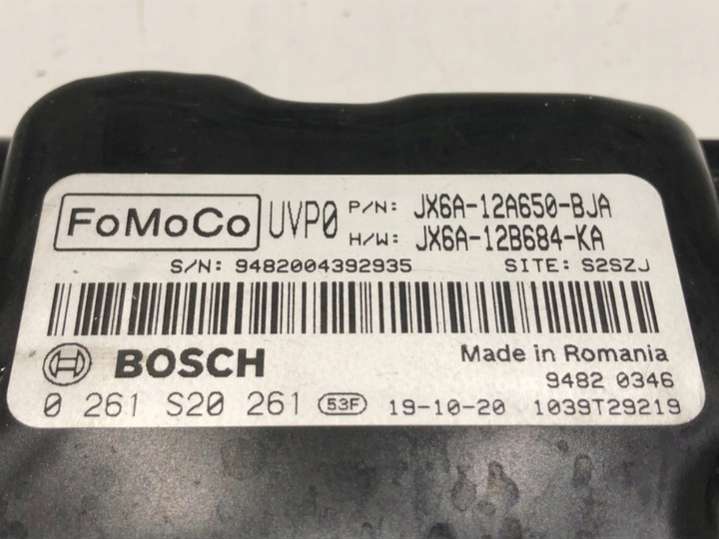 FoMoCo UVP0 P/N: JX6A-12A650-BJA
H/W: JX6A-12B684-KA
S/N: 9482004392935 SITE: S2SZJ
BOSCH Made in Romania
9482 0346
0 261 S20 261 53F 19-10-20 1039T29219